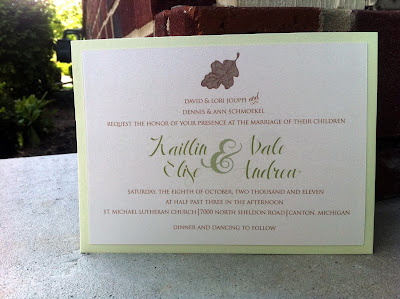 DAVID & LORI JOUPPI and
DENNIS & ANN SCHMOEKEL
REQUEST THE HONOR OF YOUR PRESENCE AT THE MARRIAGE OF THEIR CHILDREN
Kaitlin Elise & Dale Andrew
SATURDAY, THE EIGHTH OF OCTOBER, TWO THOUSAND AND ELEVEN
AT HALF PAST THREE IN THE AFTERNOON
ST. MICHAEL LUTHERAN CHURCH|7000 NORTH SHELDON ROAD|CANTON, MICHIGAN
DINNER AND DANCING TO FOLLOW